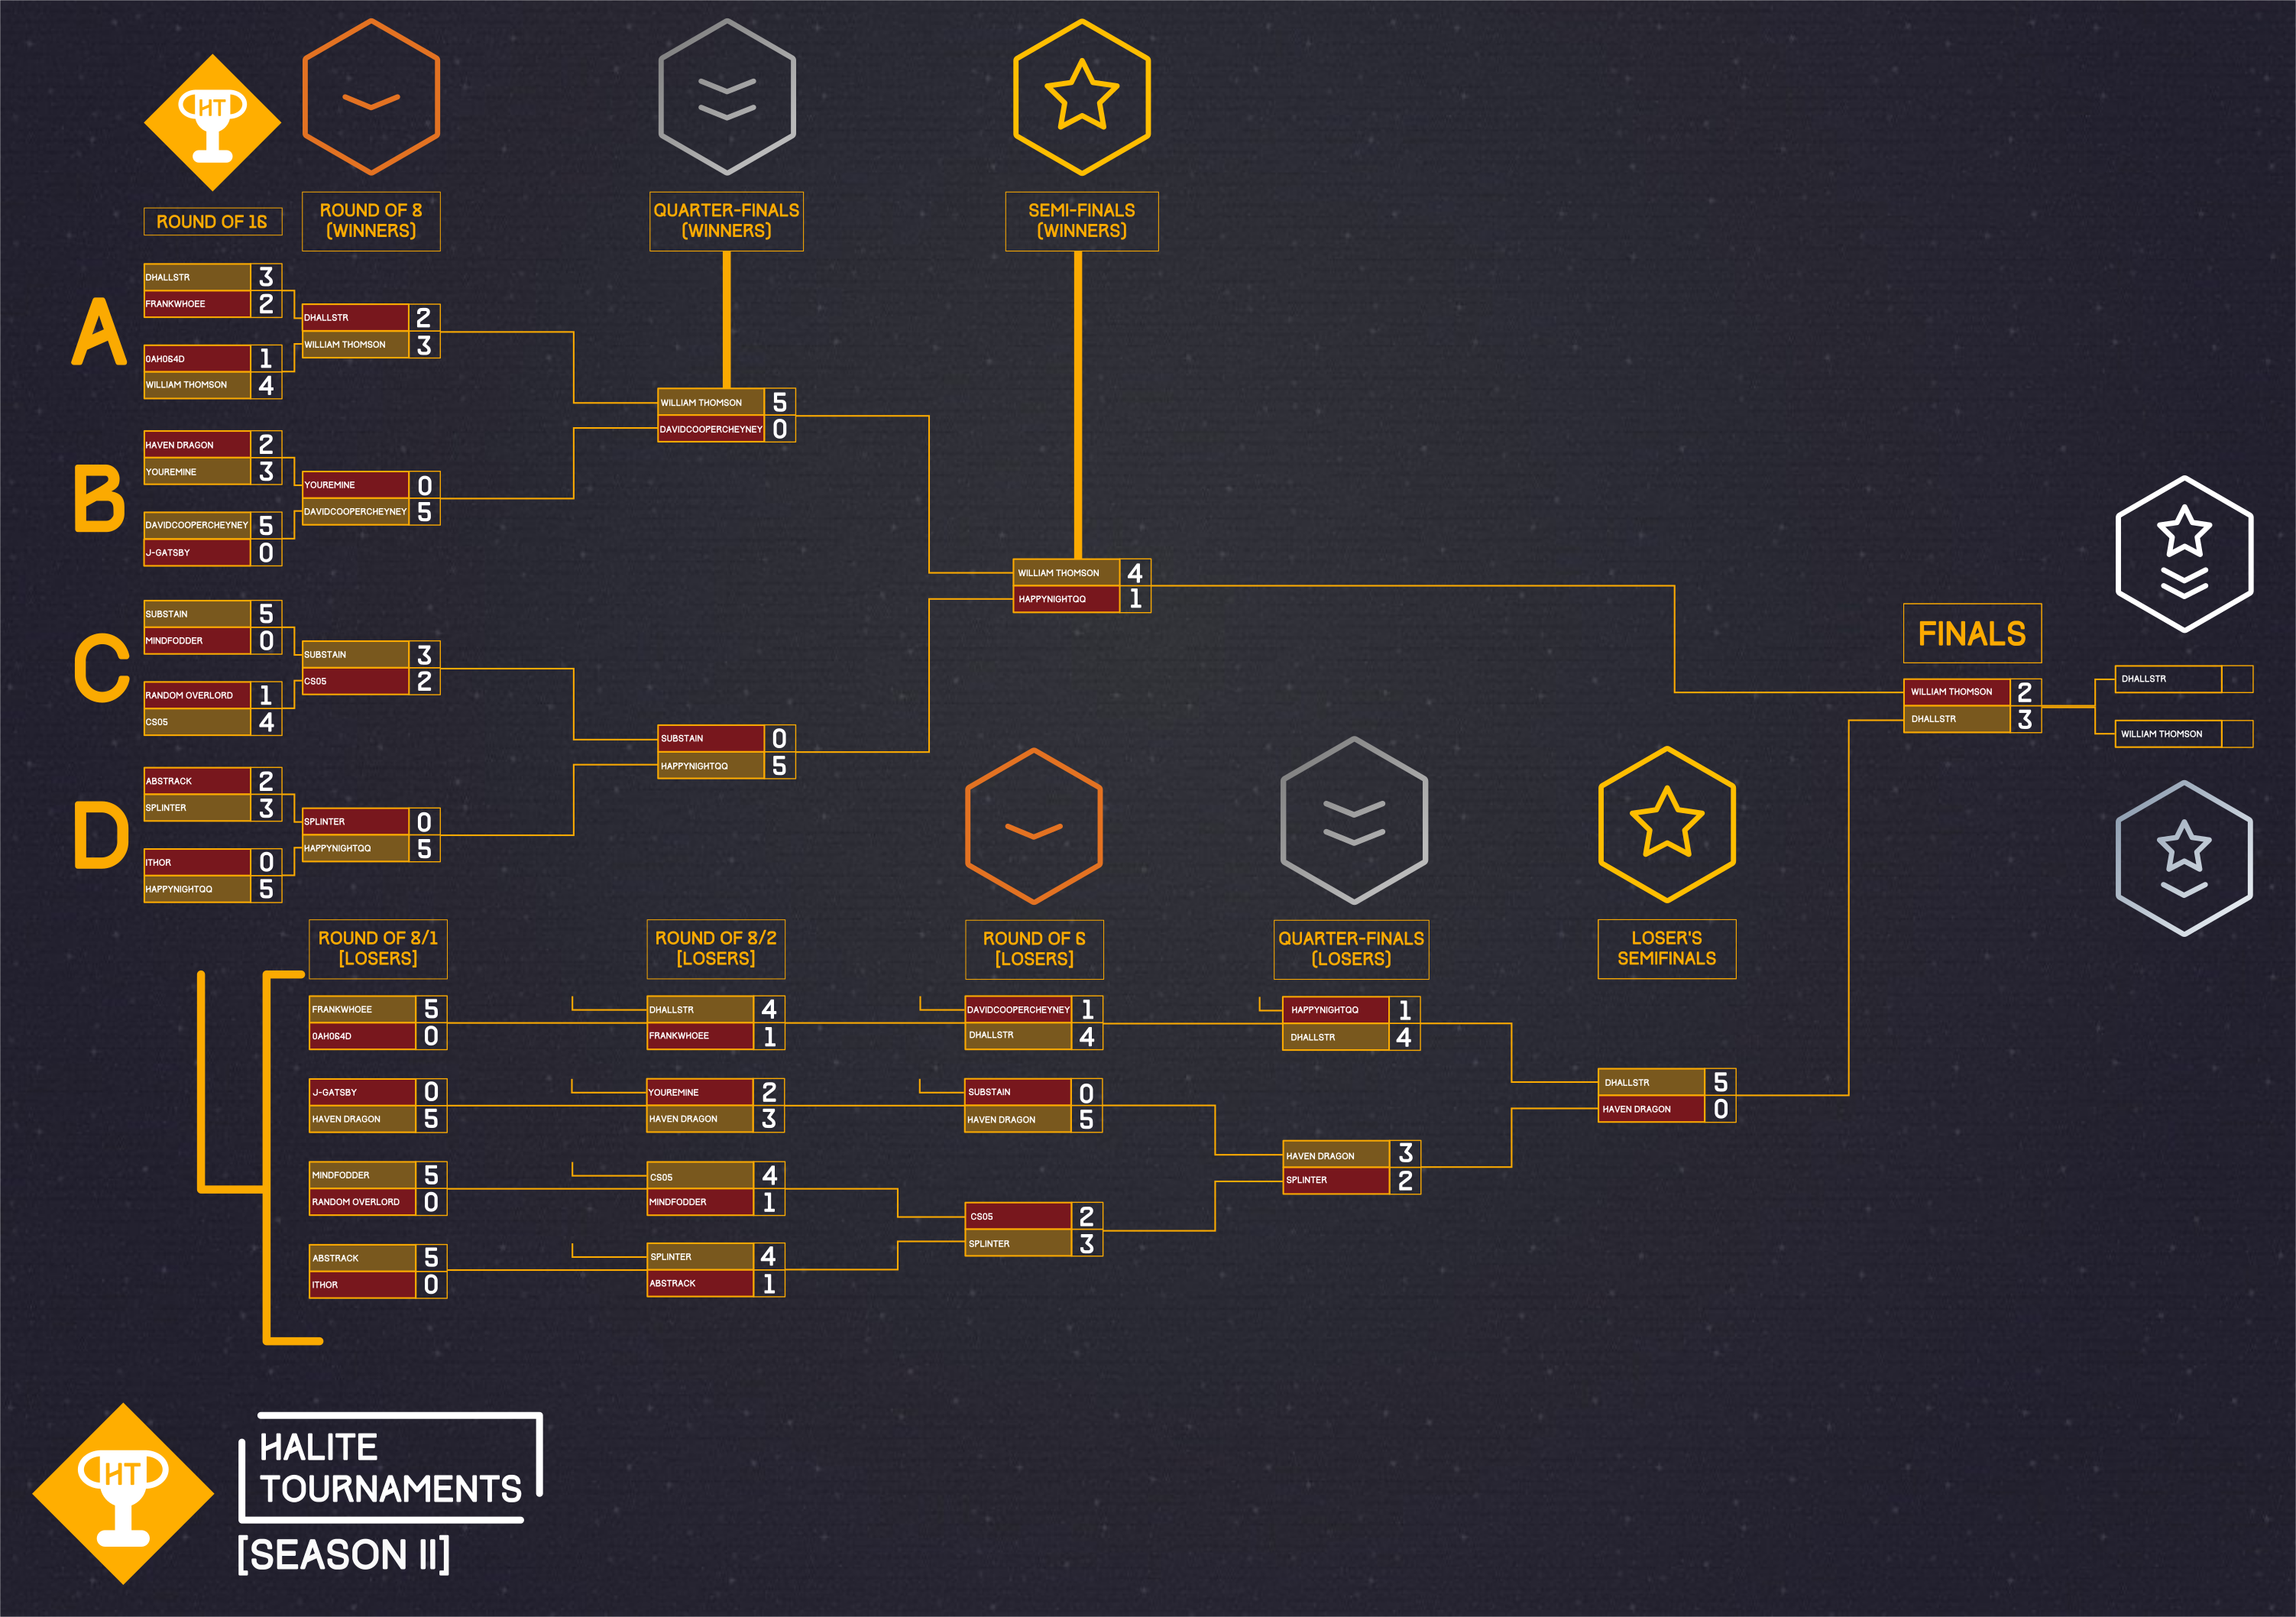 HT
ROUND OF 16
ROUND OF 8
(WINNERS)
QUARTER-FINALS
(WINNERS)
SEMI-FINALS
(WINNERS)
A
DHALLSTR 3
FRANKWHOEE 2
0AH064D 1
WILLIAM THOMSON 4
DHALLSTR 2
WILLIAM THOMSON 3
B
HAVEN DRAGON 2
YOUREMINE 3
DAVIDCOOPERCHEYNEY 5
J-GATSBY 0
YOUREMINE 0
DAVIDCOOPERCHEYNEY 5
C
SUBSTAIN 5
MINDFODDER 0
RANDOM OVERLORD 1
CS05 4
SUBSTAIN 3
CS05 2
D
ABSTRACK 2
SPLINTER 3
ITHOR 0
HAPPYNIGHTQQ 5
SPLINTER 0
HAPPYNIGHTQQ 5
WILLIAM THOMSON 5
DAVIDCOOPERCHEYNEY 0
SUBSTAIN 0
HAPPYNIGHTQQ 5
WILLIAM THOMSON 4
HAPPYNIGHTQQ 1
FINALS
WILLIAM THOMSON 2
DHALLSTR 3
DHALLSTR
WILLIAM THOMSON
ROUND OF 8/1
[LOSERS]
ROUND OF 8/2
[LOSERS]
ROUND OF 6
[LOSERS]
QUARTER-FINALS
(LOSERS)
LOSER'S
SEMIFINALS
FRANKWHOEE 5
0AH064D 0
J-GATSBY 0
HAVEN DRAGON 5
MINDFODDER 5
RANDOM OVERLORD 0
ABSTRACK 5
ITHOR 0
DHALLSTR 4
FRANKWHOEE 1
YOUREMINE 2
HAVEN DRAGON 3
CS05 4
MINDFODDER 1
SPLINTER 4
ABSTRACK 1
DAVIDCOOPERCHEYNEY 1
DHALLSTR 4
SUBSTAIN 0
HAVEN DRAGON 5
CS05 2
SPLINTER 3
HAPPYNIGHTQQ 1
DHALLSTR 4
HAVEN DRAGON 3
SPLINTER 2
DHALLSTR 5
HAVEN DRAGON 0
HT
HALITE
TOURNAMENTS
[SEASON II]